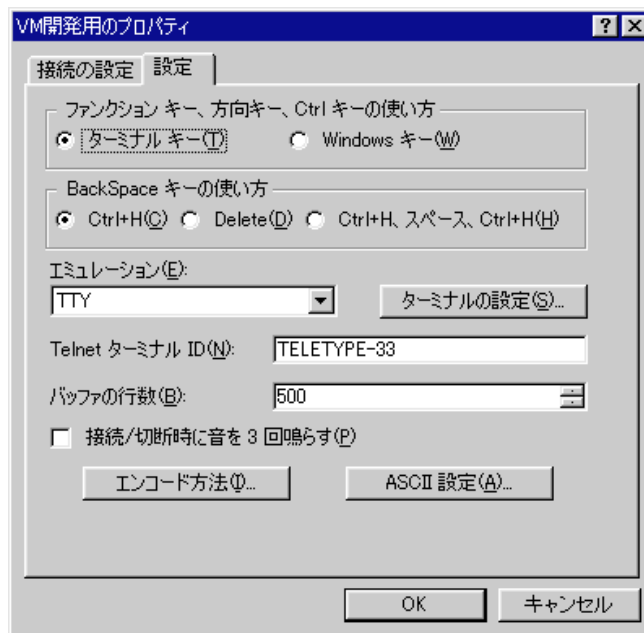 VM開発用のプロパティ
接続の設定 設定
ファンクション キー、方向キー、Ctrl キーの使い方
ターミナル キー(T) Windows キー(W)
BackSpace キーの使い方
Ctrl+H(C) Delete(D) Ctrl+H、スペース、Ctrl+H(H)
エミュレーション(E):
TTY ターミナルの設定(S)...
Telnet ターミナル ID(N): TELETYPE-33
バッファの行数(B): 500
接続/切断時に音を 3 回鳴らす(P)
エンコード方法(I)... ASCII 設定(A)...
OK キャンセル